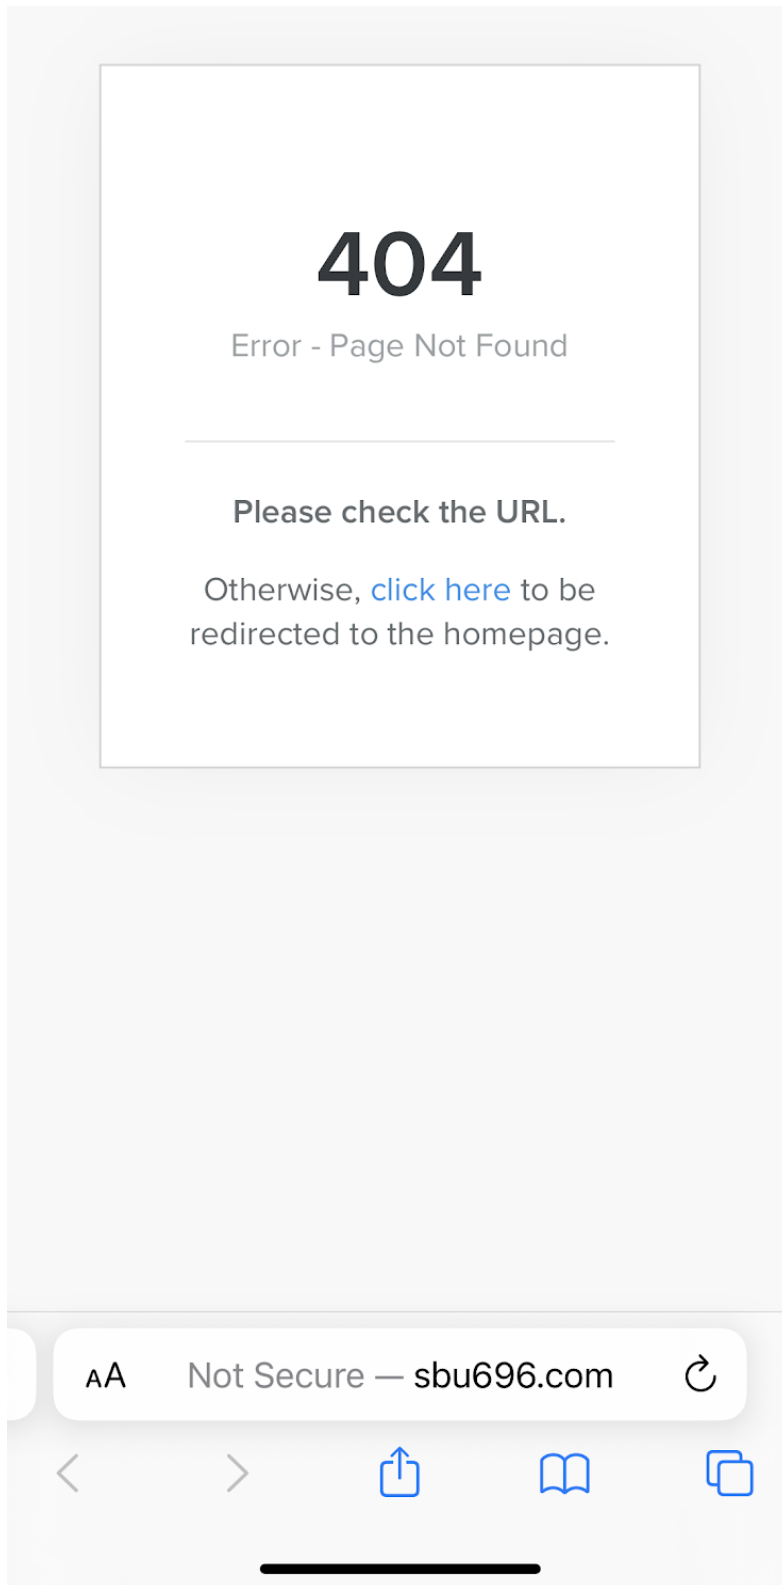 404
Error - Page Not Found
Please check the URL.
Otherwise, click here to be
redirected to the homepage.
AA Not Secure — sbu696.com